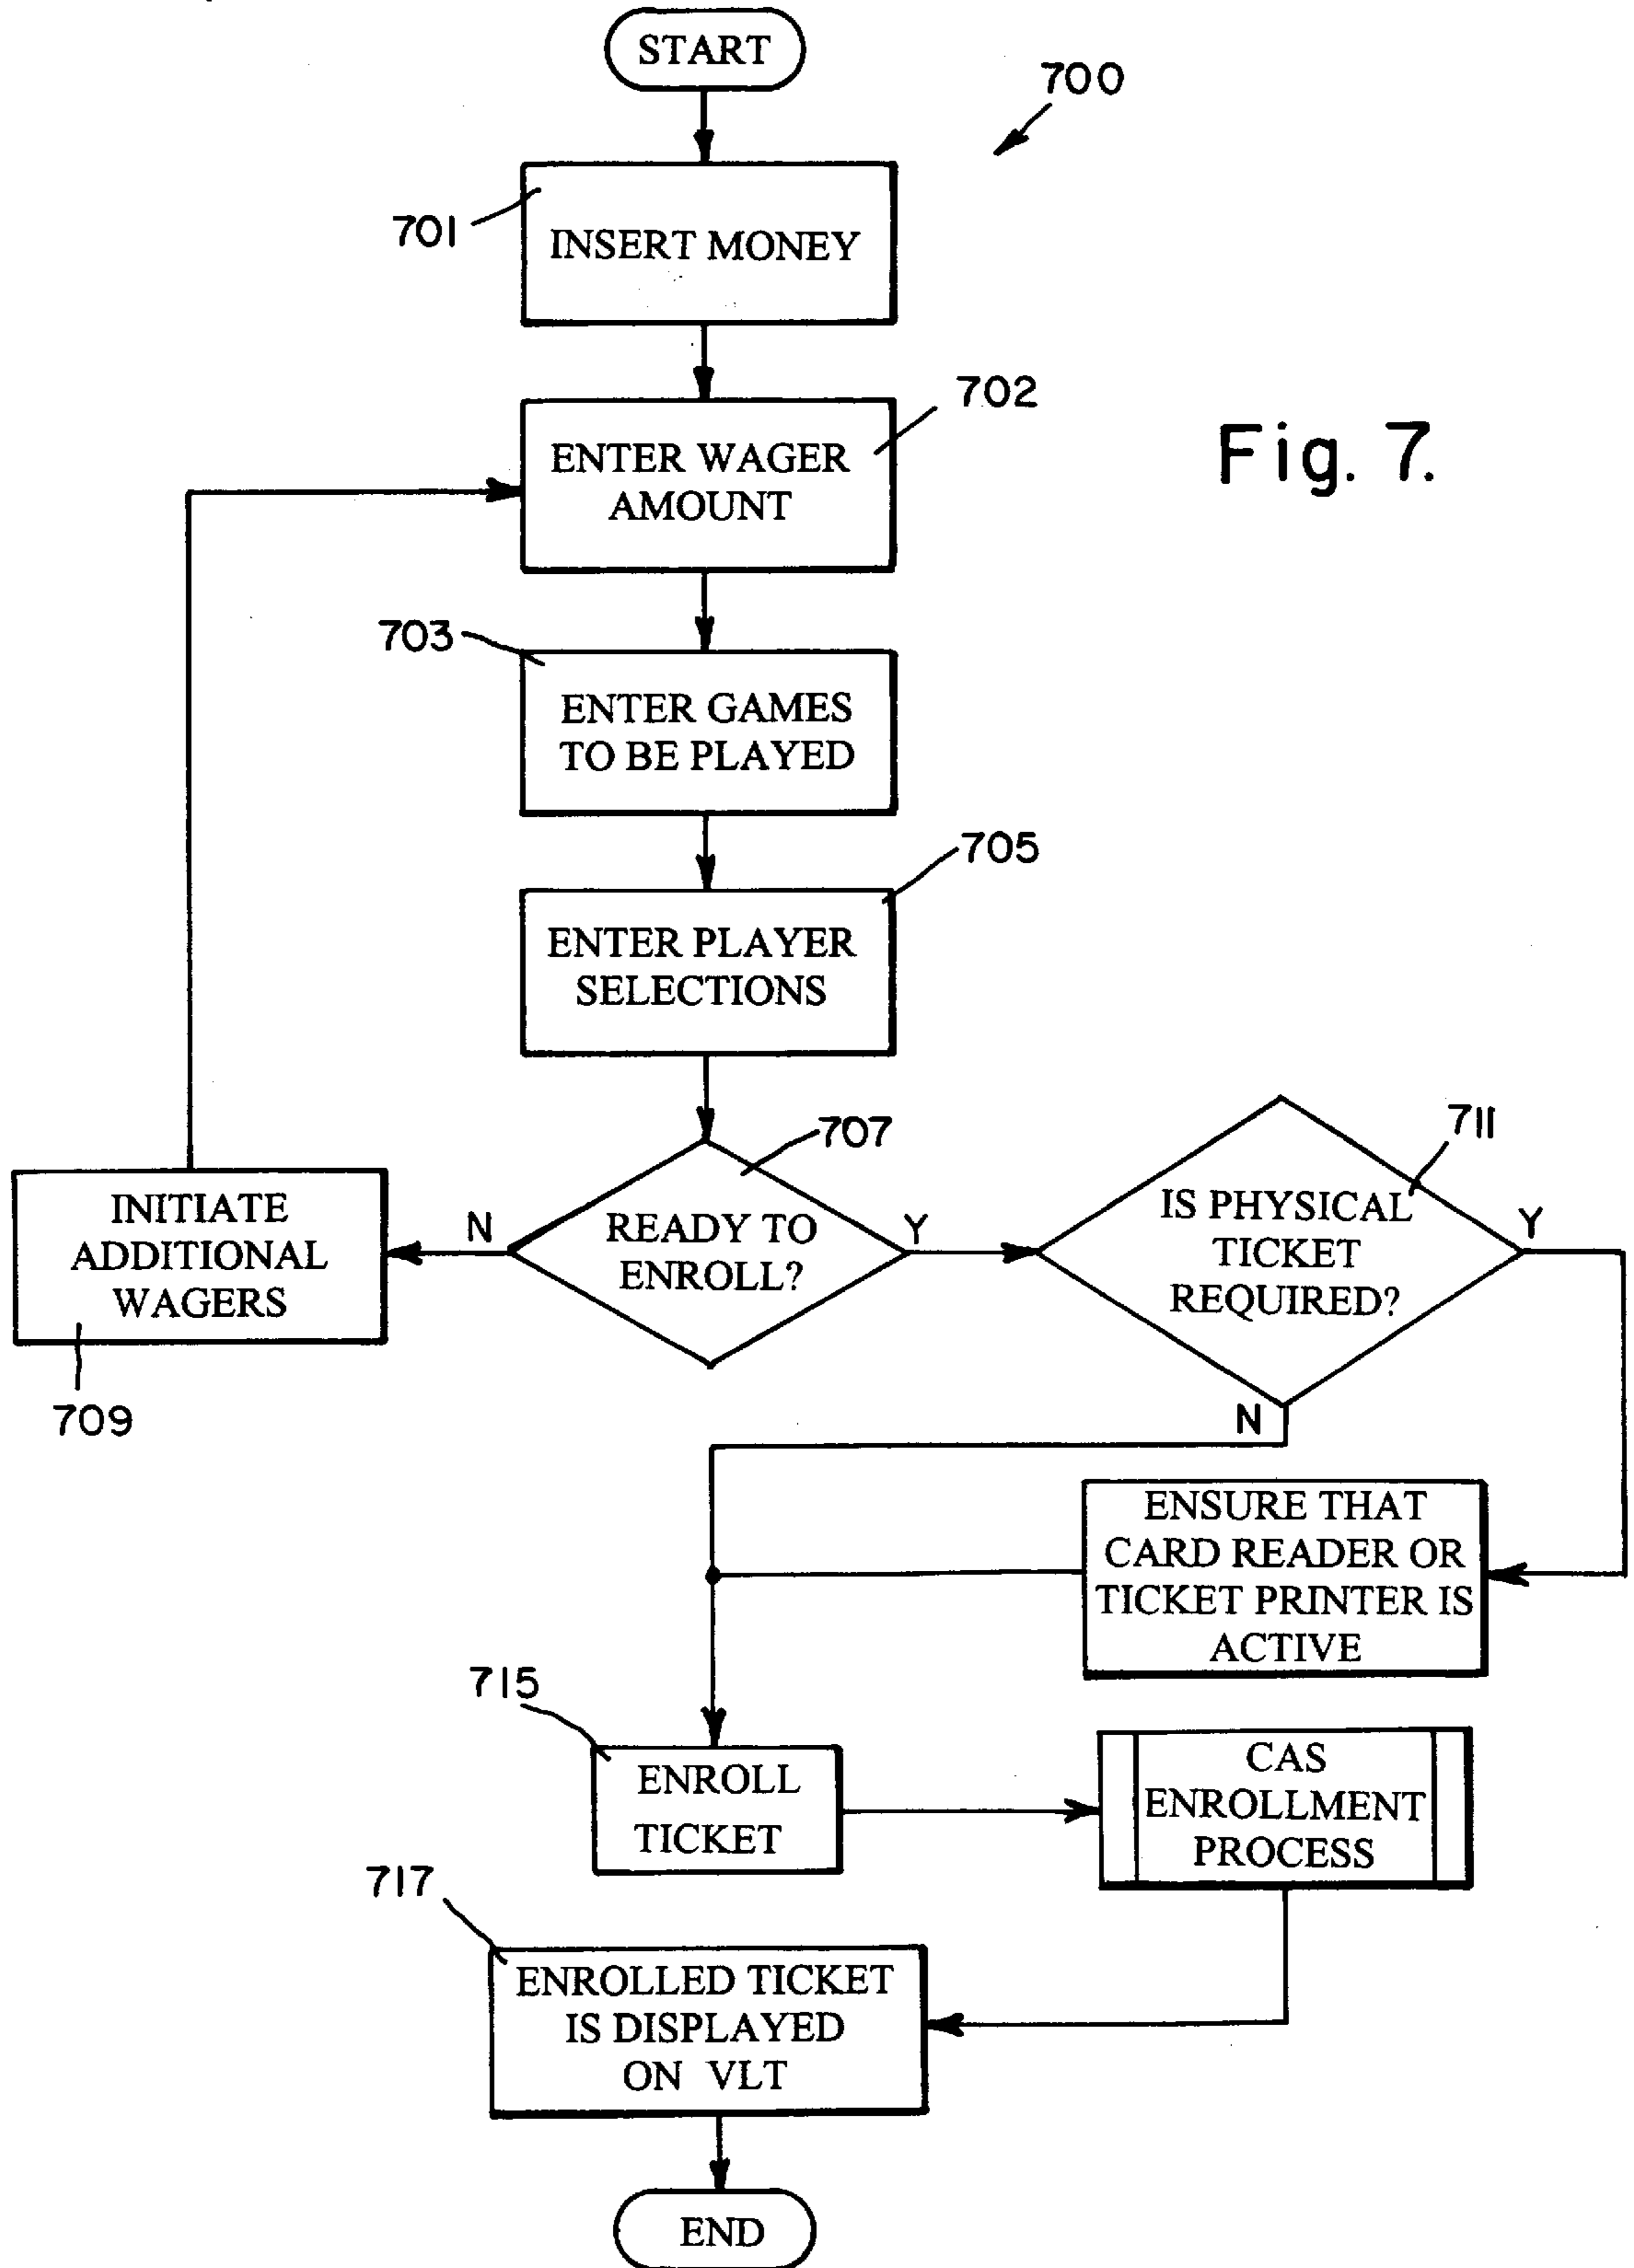 START
700
701
INSERT MONEY
702
ENTER WAGER
AMOUNT
Fig. 7.
703
ENTER GAMES
TO BE PLAYED
705
ENTER PLAYER
SELECTIONS
707
711
INITIATE
ADDITIONAL
WAGERS
N
READY TO
ENROLL?
Y
IS PHYSICAL
TICKET
REQUIRED?
Y
709
N
ENSURE THAT
CARD READER OR
TICKET PRINTER IS
ACTIVE
715
ENROLL
TICKET
CAS
ENROLLMENT
PROCESS
717
ENROLLED TICKET
IS DISPLAYED
ON VLT
END